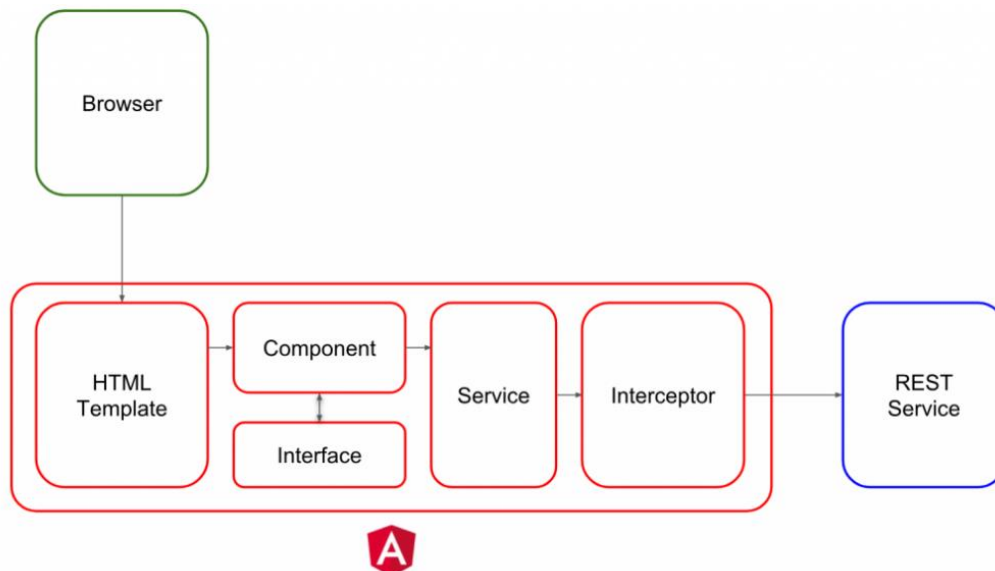 Browser
HTML
Template
Component
Interface
Service
Interceptor
REST
Service
A